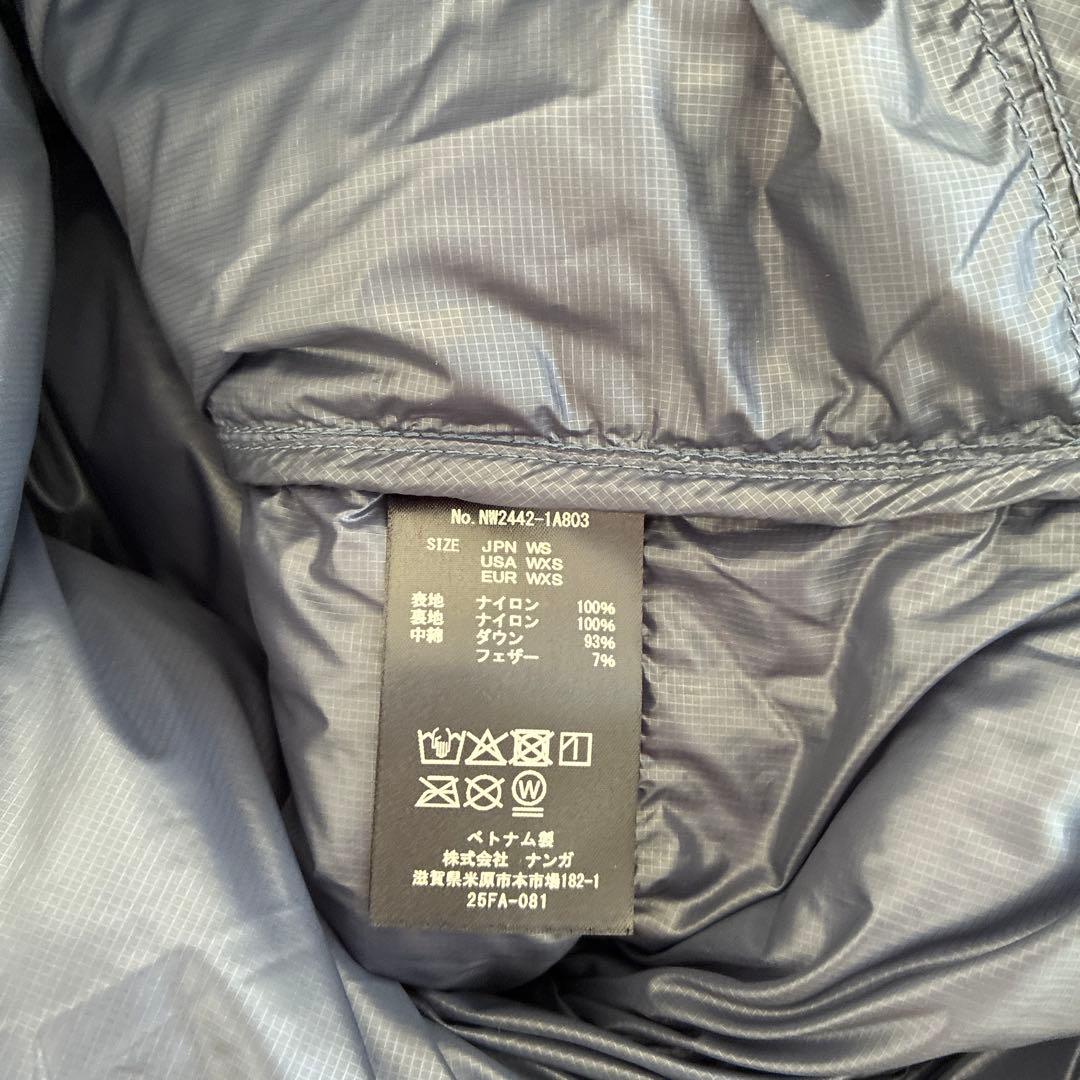 No.NW2442-1A803
SIZE JPN WS
USA WXS
EUR WXS
表地 ナイロン 100%
裏地 ナイロン 100%
中綿 ダウン 93%
フェザー 7%
W
ベトナム製
株式会社 ナンガ
滋賀県米原市本市場182-1
25FA-081